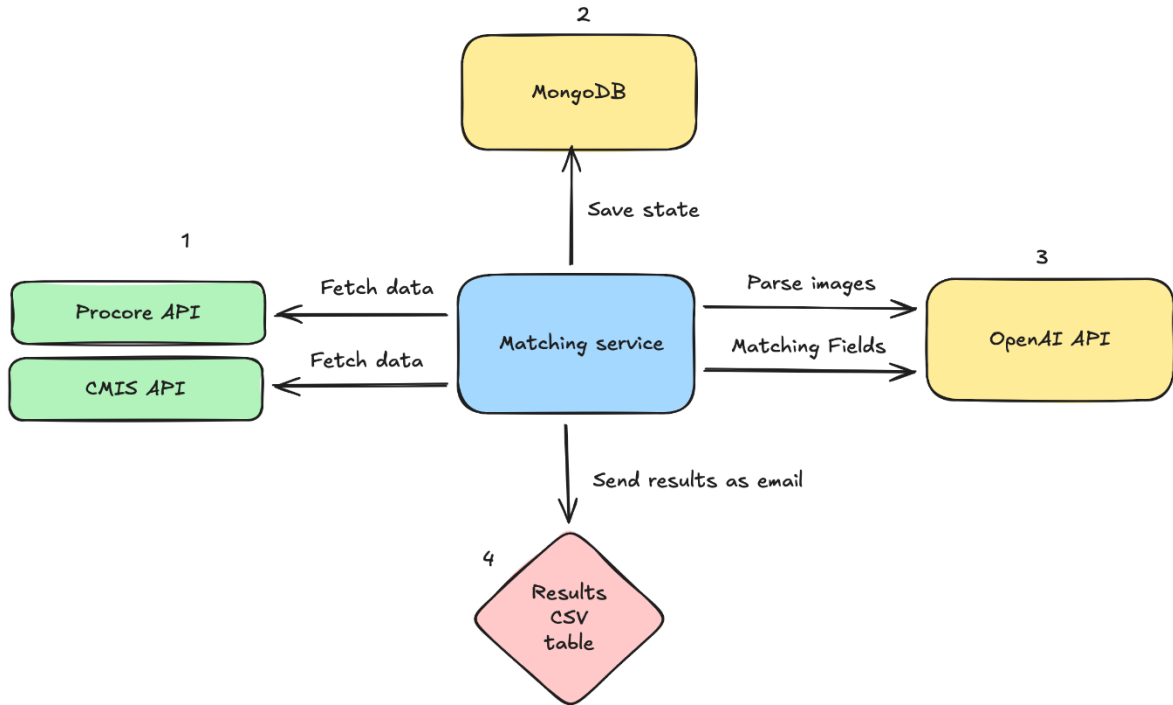 2
MongoDB
Save state
1
3
Fetch data
Parse images
Procore API
Matching service
OpenAI API
Fetch data
Matching Fields
CMIS API
Send results as email
4
Results
CSV
table